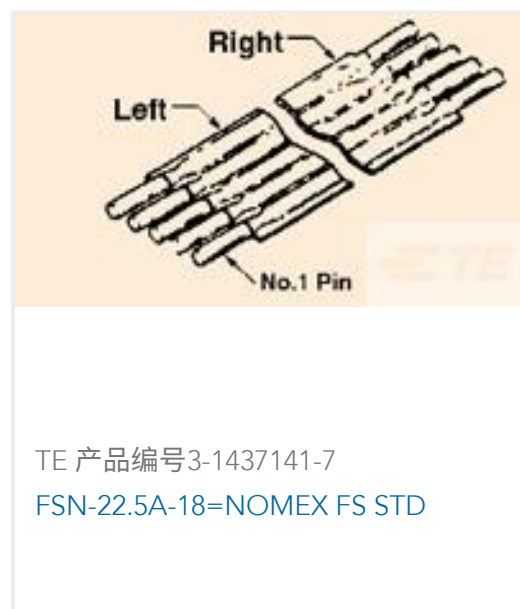 Right
Left
No.1 Pin
TE
TE 产品编号3-1437141-7
FSN-22.5A-18=NOMEX FS STD